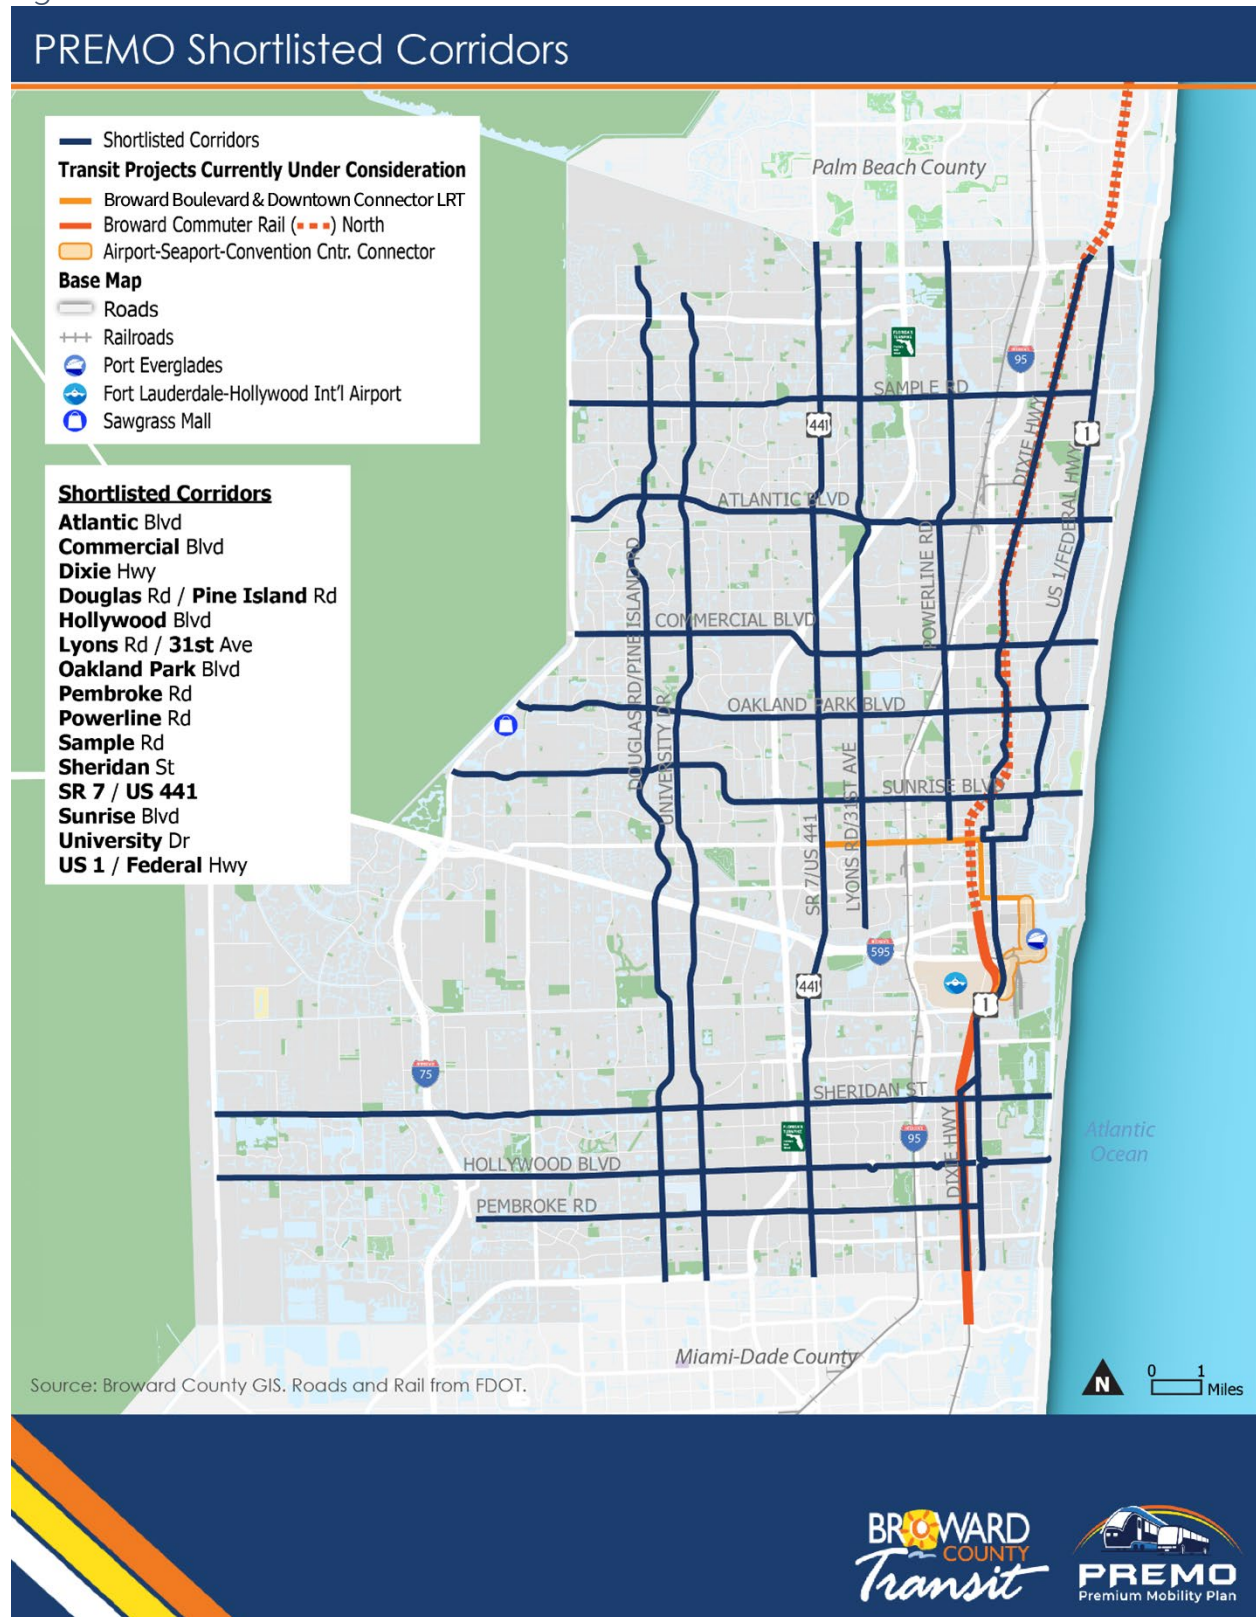 PREMO Shortlisted Corridors
Shortlisted Corridors
Transit Projects Currently Under Consideration
Broward Boulevard & Downtown Connector LRT
Broward Commuter Rail (---) North
Airport-Seaport-Convention Cntr. Connector
Base Map
Roads
Railroads
Port Everglades
Fort Lauderdale-Hollywood Int'l Airport
Sawgrass Mall
Shortlisted Corridors
Atlantic Blvd
Commercial Blvd
Dixie Hwy
Douglas Rd / Pine Island Rd
Hollywood Blvd
Lyons Rd / 31st Ave
Oakland Park Blvd
Pembroke Rd
Powerline Rd
Sample Rd
Sheridan St
SR 7 / US 441
Sunrise Blvd
University Dr
US 1 / Federal Hwy
Palm Beach County
95
SAMPLE RD
441
1
DIXIE HWY
US 1/FEDERAL HWY
ATLANTIC BLVD
POWERLINE RD
DOUGLAS RD/PINE ISLAND RD
COMMERCIAL BLVD
OAKLAND PARK BLVD
UNIVERSITY DR
SUNRISE BLVD
SR 7/US 441
LYONS RD/31ST AVE
595
441
1
75
SHERIDAN ST
95
DIXIE HWY
HOLLYWOOD BLVD
PEMBROKE RD
Atlantic
Ocean
Miami-Dade County
Source: Broward County GIS. Roads and Rail from FDOT.
N
0 1
Miles
BROWARD
COUNTY
Transit
PREMO
Premium Mobility Plan